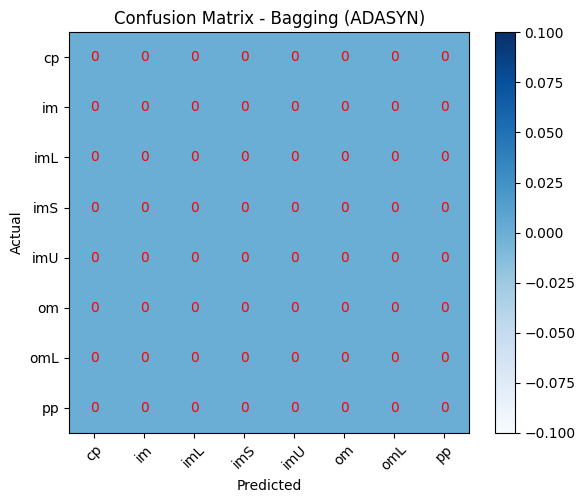 Confusion Matrix - Bagging (ADASYN)
cp 0 0 0 0 0 0 0 0
im 0 0 0 0 0 0 0 0
imL 0 0 0 0 0 0 0 0
imS 0 0 0 0 0 0 0 0
imU 0 0 0 0 0 0 0 0
om 0 0 0 0 0 0 0 0
omL 0 0 0 0 0 0 0 0
pp 0 0 0 0 0 0 0 0
cp im imL imS imU om omL pp
Actual
Predicted
0.100
0.075
0.050
0.025
0.000
−0.025
−0.050
−0.075
−0.100